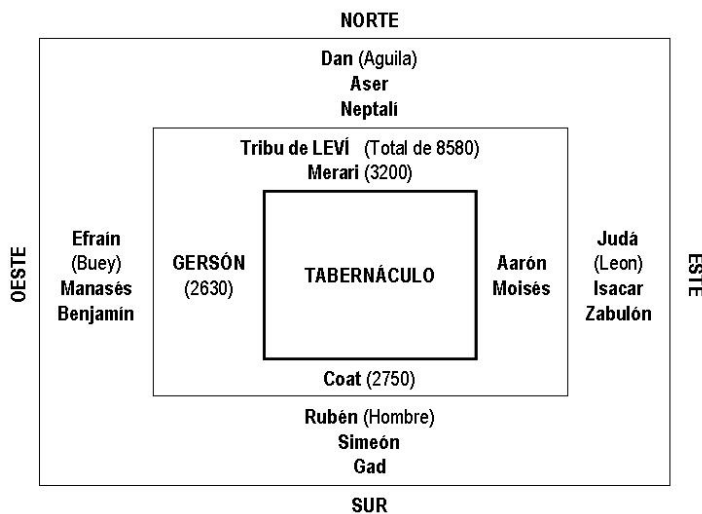 NORTE
Dan (Aguila)
Aser
Neptalí
Tribu de LEVÍ (Total de 8580)
Merari (3200)
OESTE
Efraín
(Buey)
Manasés
Benjamín
GERSÓN
(2630)
TABERNÁCULO
Aarón
Moisés
Judá
(Leon)
Isacar
Zabulón
ESTE
Coat (2750)
Rubén (Hombre)
Simeón
Gad
SUR